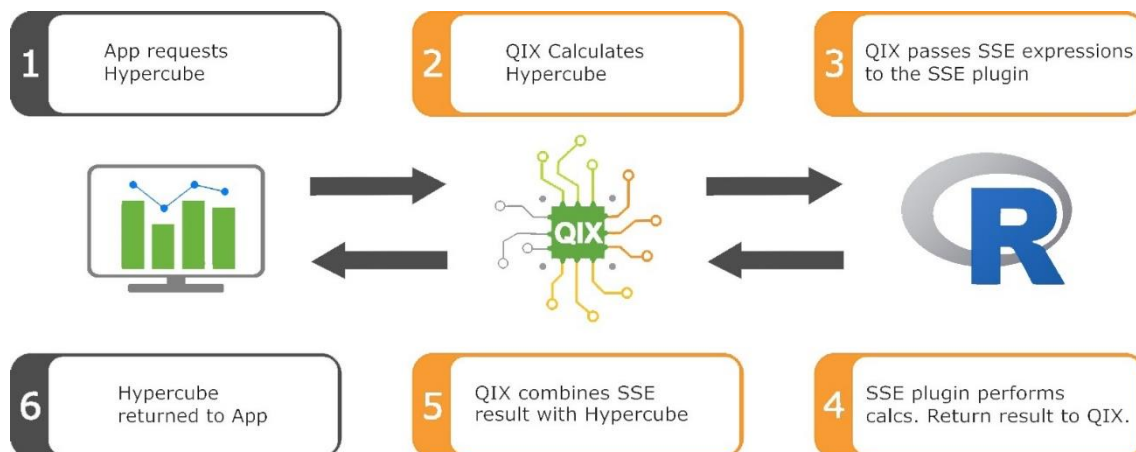 1
App requests
Hypercube
2
QIX Calculates
Hypercube
3
QIX passes SSE expressions
to the SSE plugin
QIX
R
6
Hypercube
returned to App
5
QIX combines SSE
result with Hypercube
4
SSE plugin performs
calcs. Return result to QIX.